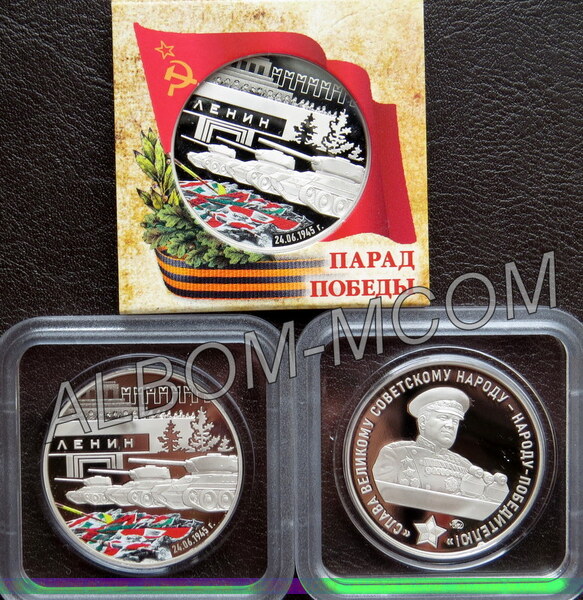 ЛЕНИН
24.06.1945 г.
ПАРАД
ПОБЕДЫ
ALBOM-MCOM
ЛЕНИН
24.06.1945 г.
«СЛАВА ВЕЛИКОМУ СОВЕТСКОМУ НАРОДУ – НАРОДУ-ПОБЕДИТЕЛЮ!»